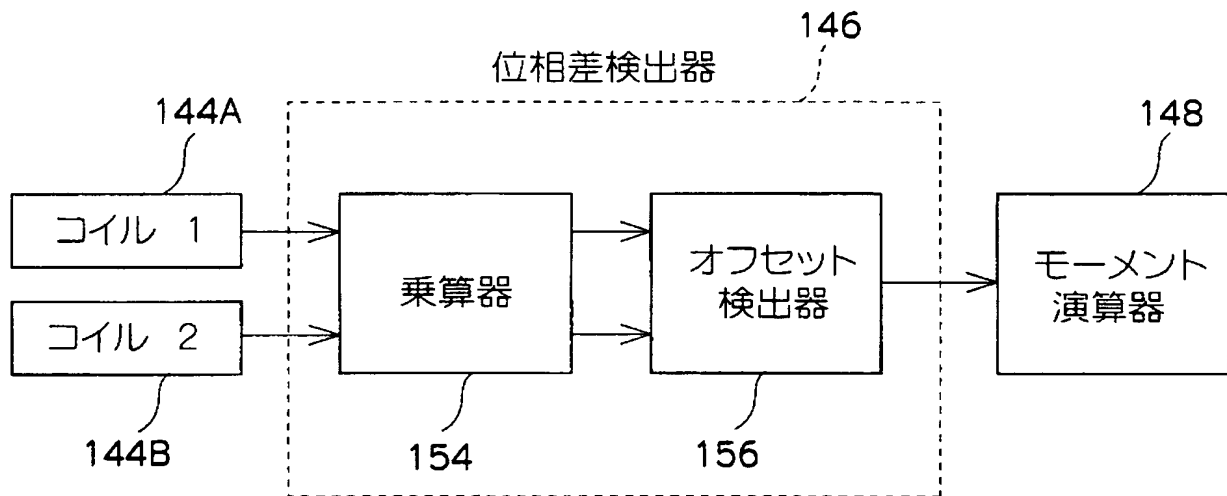 146
位相差検出器
144A
148
コイル 1
コイル 2
乗算器
オフセット
検出器
モーメント
演算器
144B
154
156